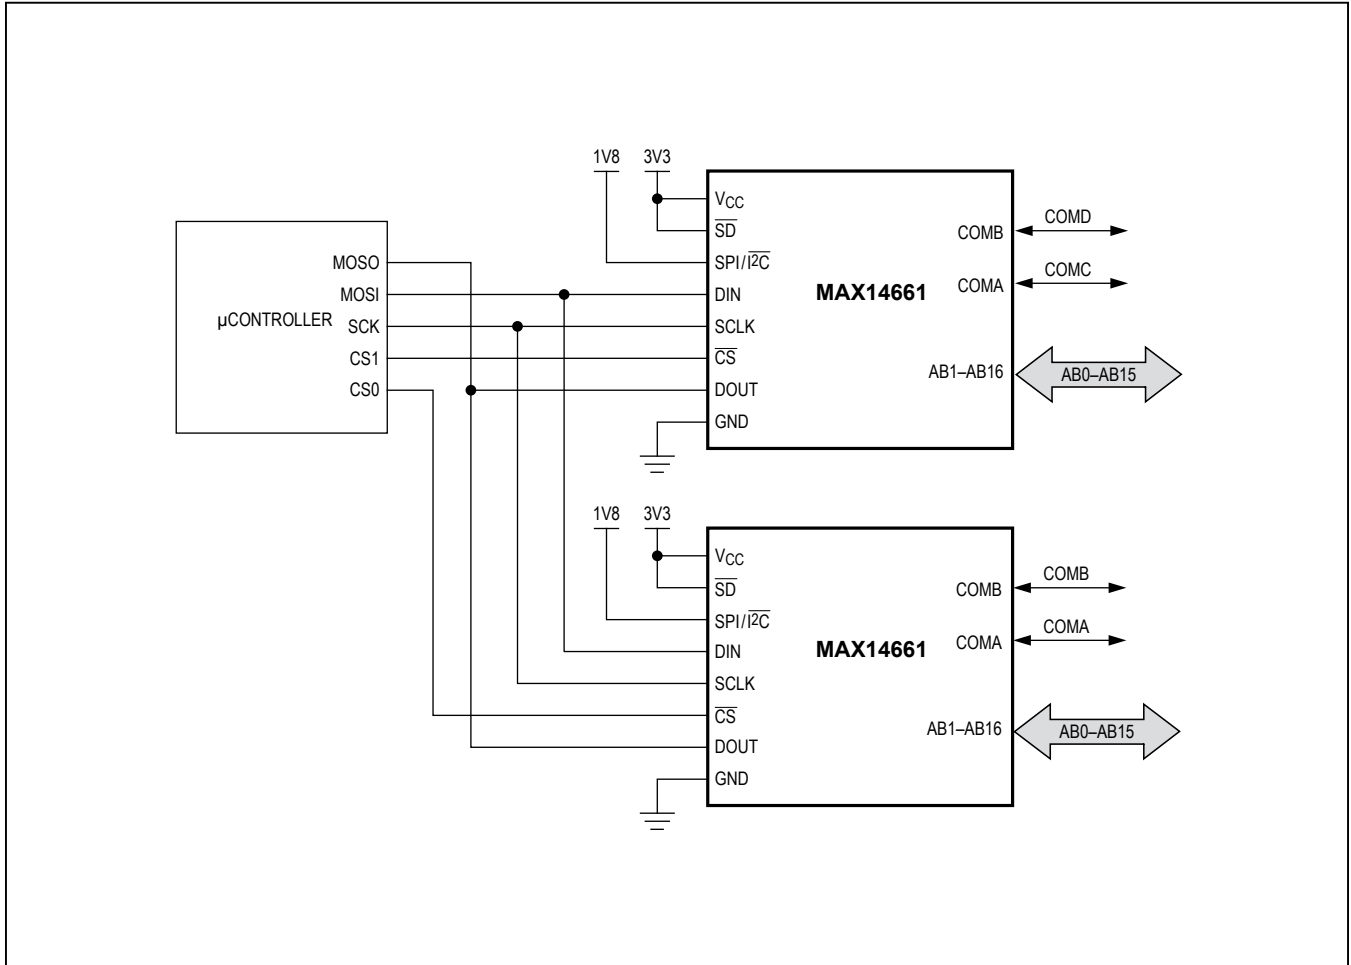 1V8 3V3
VCC
SD
SPI/I2C
DIN
SCLK
CS
DOUT
GND
MAX14661
COMB
COMA
AB1–AB16
COMD
COMC
AB0–AB15
µCONTROLLER
MOSO
MOSI
SCK
CS1
CS0
1V8 3V3
VCC
SD
SPI/I2C
DIN
SCLK
CS
DOUT
GND
MAX14661
COMB
COMA
AB1–AB16
COMB
COMA
AB0–AB15